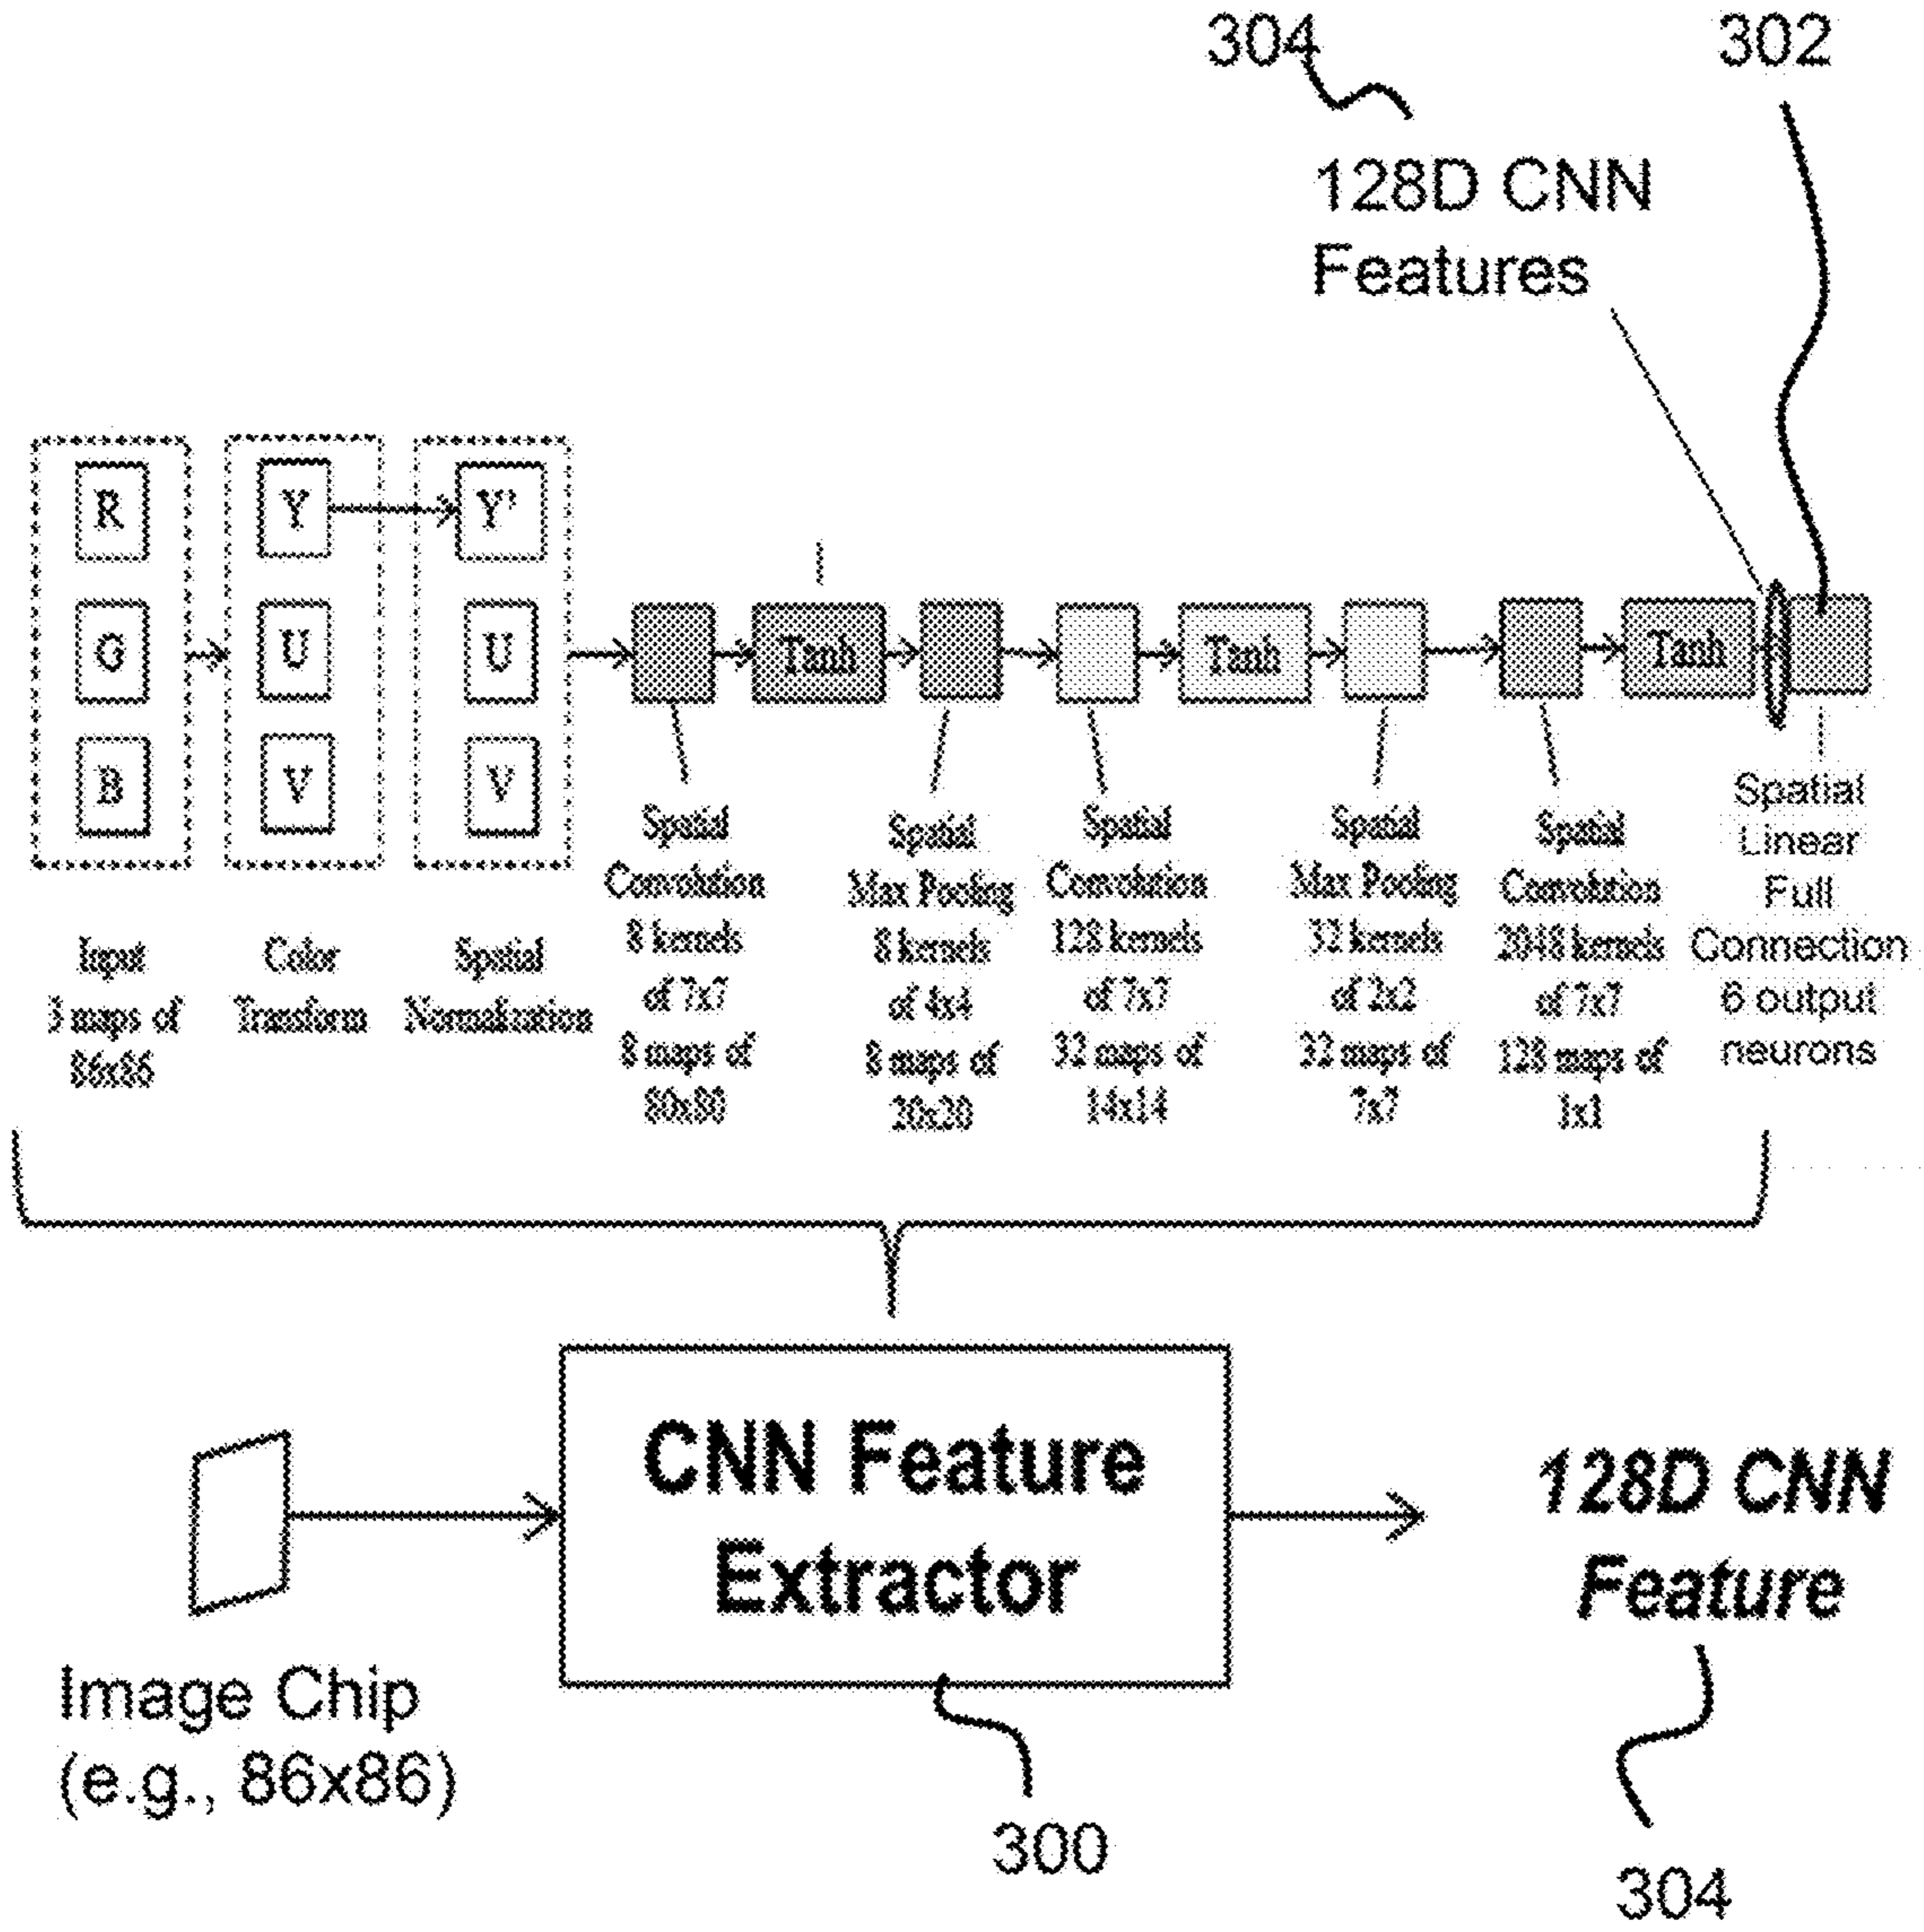 304
302
128D CNN
Features
R
Y
Y'
G
U
U
B
V
V
Tanh
Tanh
Tanh
Input
3 maps of
86x86
Color
Transform
Spatial
Normalization
Spatial
Convolution
8 kernels
of 7x7
8 maps of
80x80
Spatial
Max Pooling
8 kernels
of 4x4
8 maps of
20x20
Spatial
Convolution
128 kernels
of 7x7
32 maps of
14x14
Spatial
Max Pooling
32 kernels
of 2x2
32 maps of
7x7
Spatial
Convolution
2048 kernels
of 7x7
128 maps of
1x1
Spatial
Linear
Full
Connection
6 output
neurons
CNN Feature
Extractor
128D CNN
Feature
Image Chip
(e.g., 86x86)
300
304